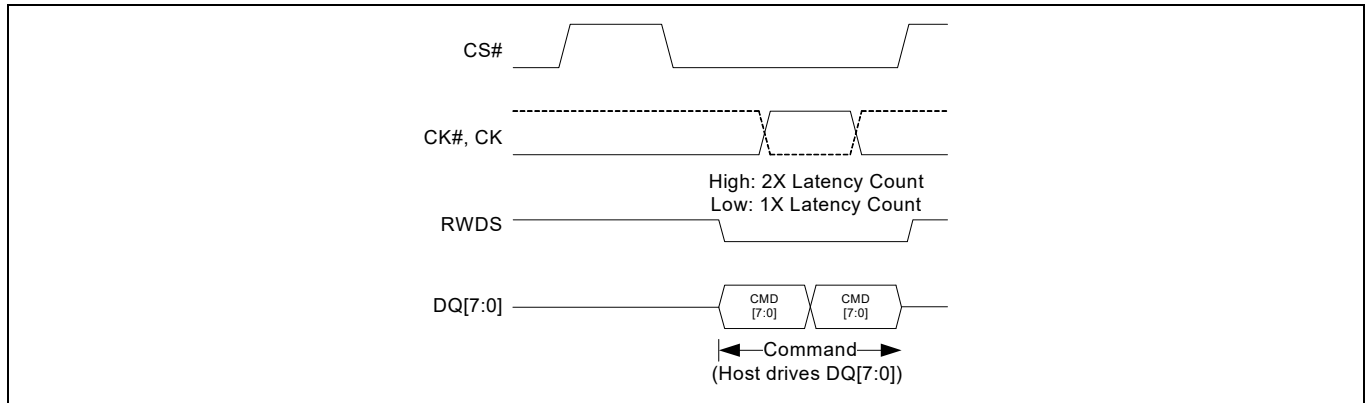 CS#
CK#, CK
High: 2X Latency Count
Low: 1X Latency Count
RWDS
DQ[7:0]
CMD
[7:0]
CMD
[7:0]
Command
(Host drives DQ[7:0])